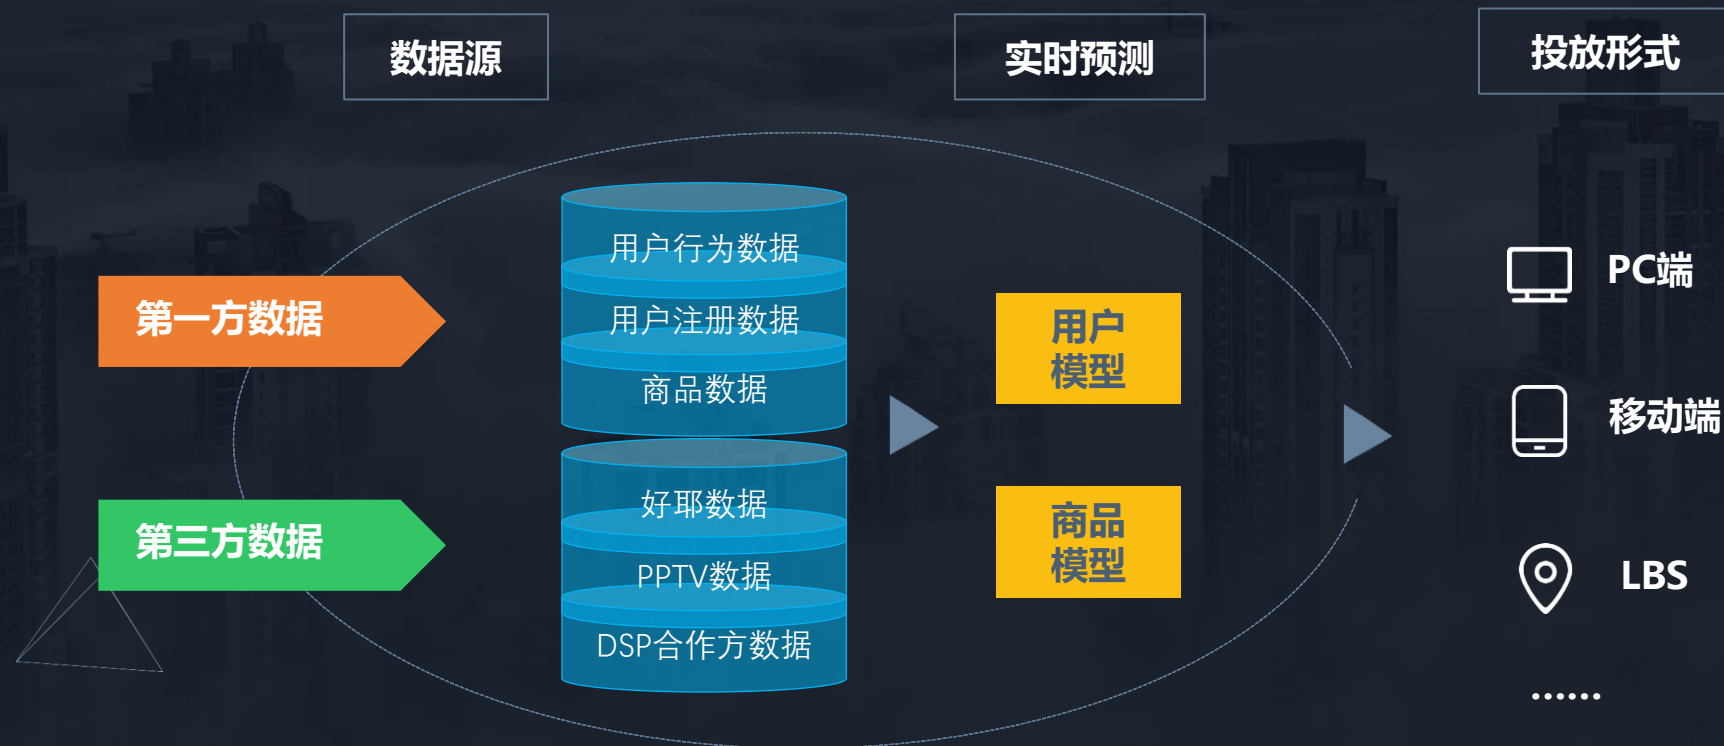 数据源
实时预测
投放形式
第一方数据
用户行为数据
用户注册数据
商品数据
第三方数据
好耶数据
PPTV数据
DSP合作方数据
用户
模型
商品
模型
PC端
移动端
LBS
······